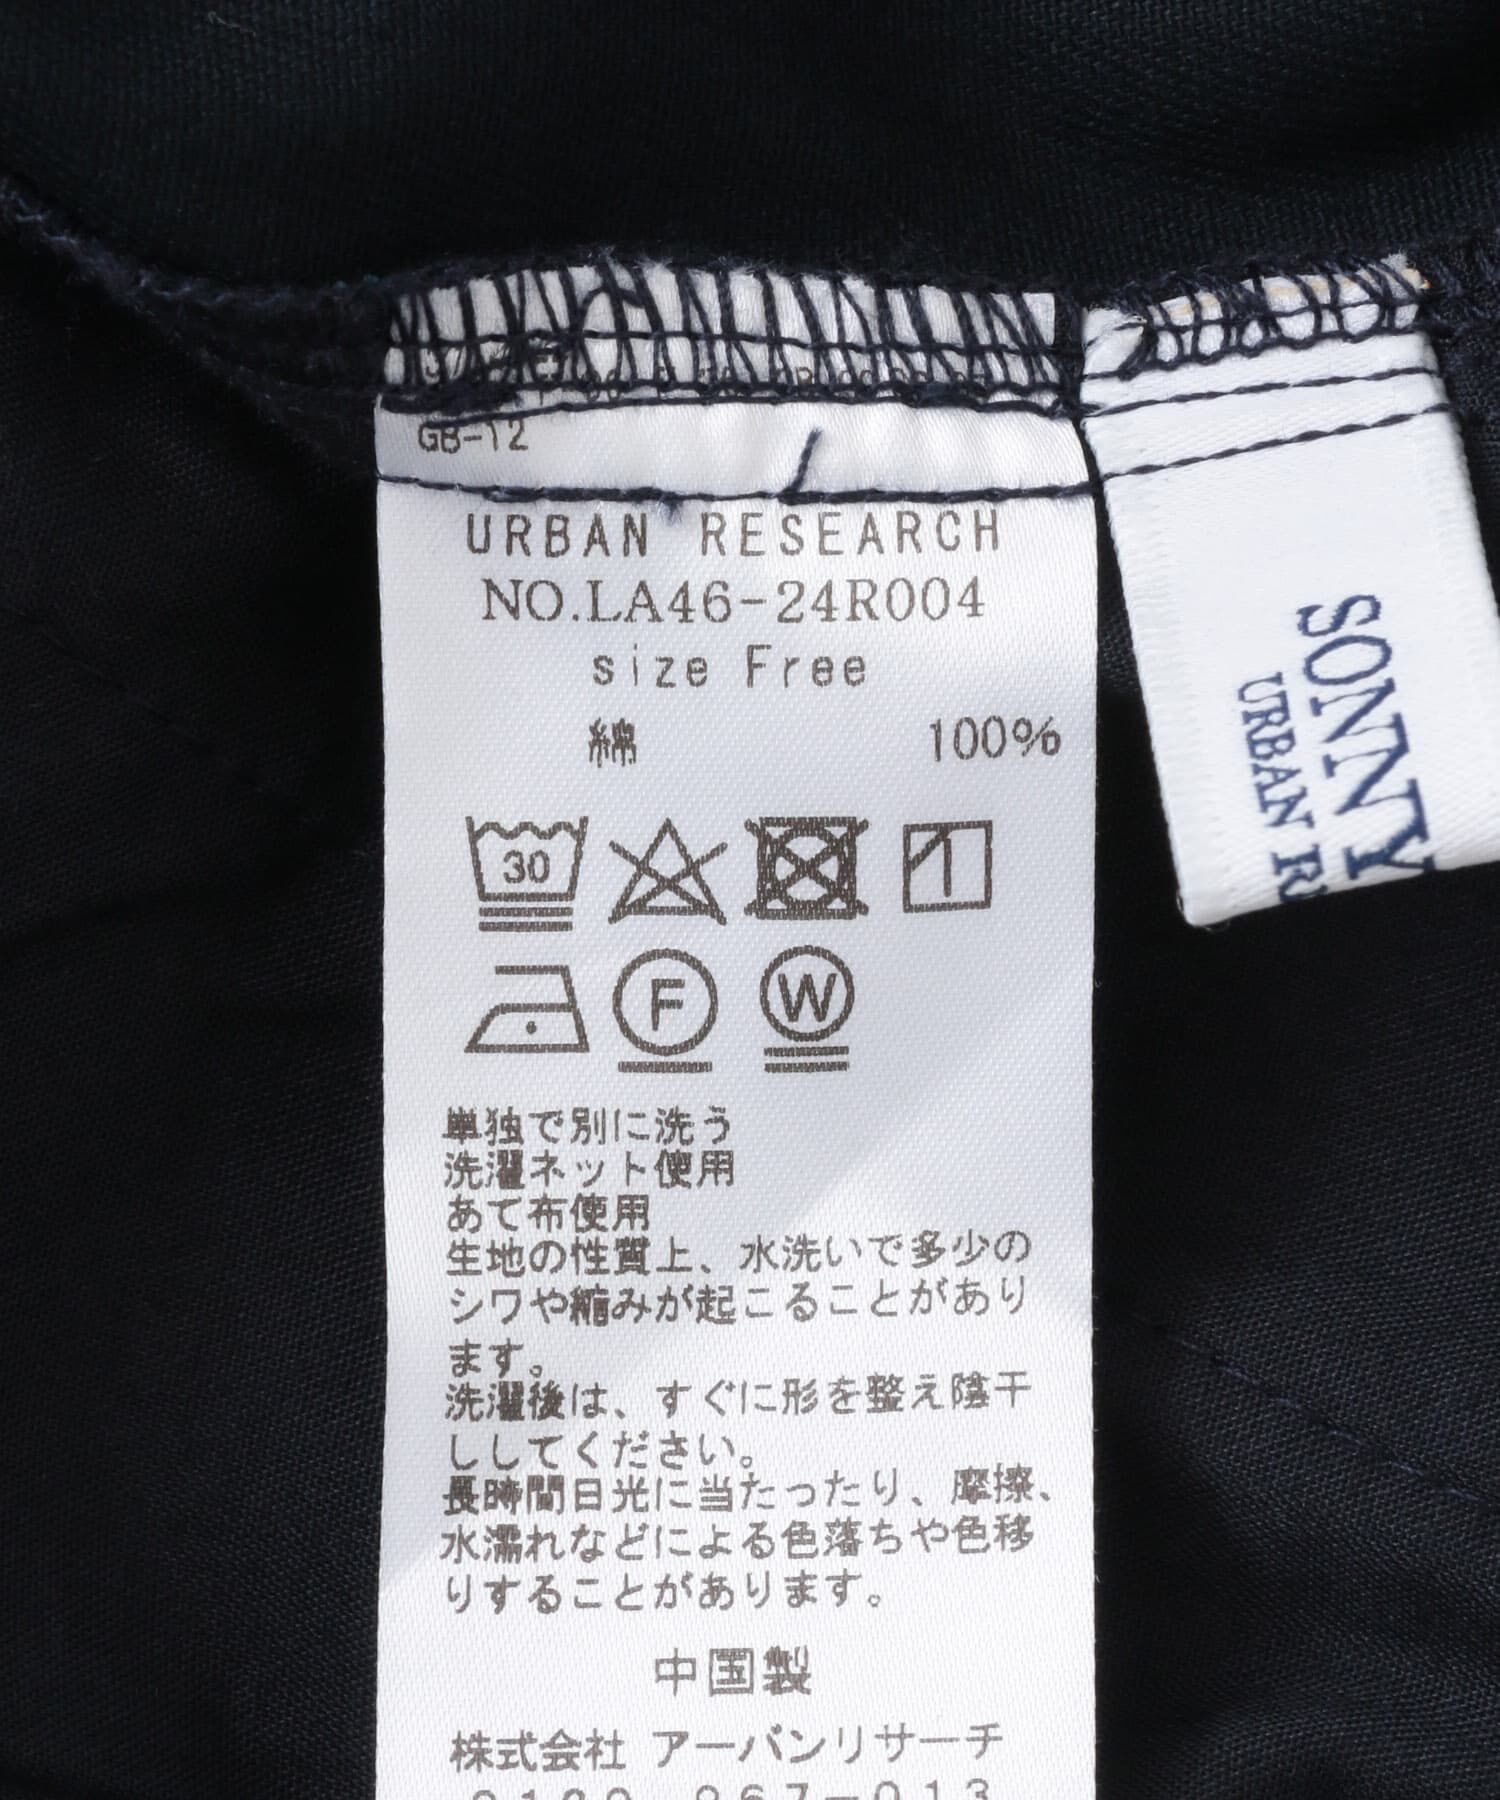 GB-12
URBAN RESEARCH
NO.LA46-24R004
size Free
綿 100%
30
F
W
単独で別に洗う
洗濯ネット使用
あて布使用
生地の性質上、水洗いで多少の
シワや縮みが起こることがあり
ます。
洗濯後は、すぐに形を整え陰干
ししてください。
長時間日光に当たったり、摩擦、
水濡れなどによる色落ちや色移
りすることがあります。
中国製
株式会社 アーバンリサーチ
SONNY
URBAN